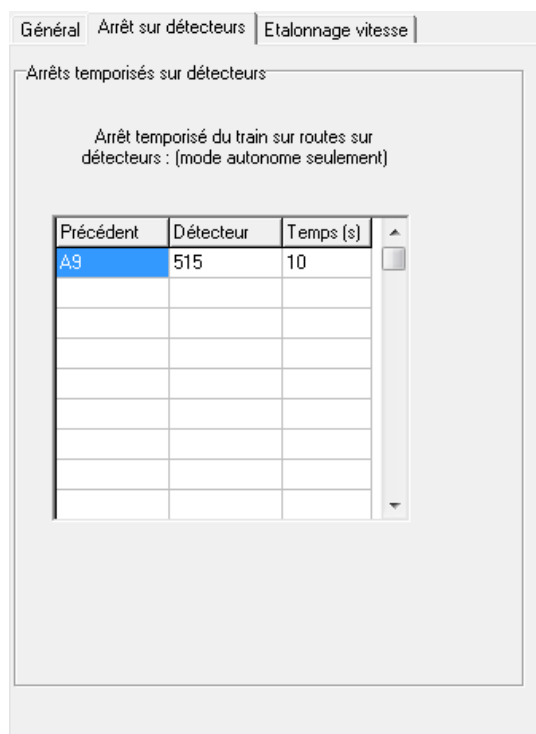 Général Arrêt sur détecteurs Etalonnage vitesse
Arrêts temporisés sur détecteurs
Arrêt temporisé du train sur routes sur
détecteurs : (mode autonome seulement)
Précédent Détecteur Temps (s)
A9 515 10